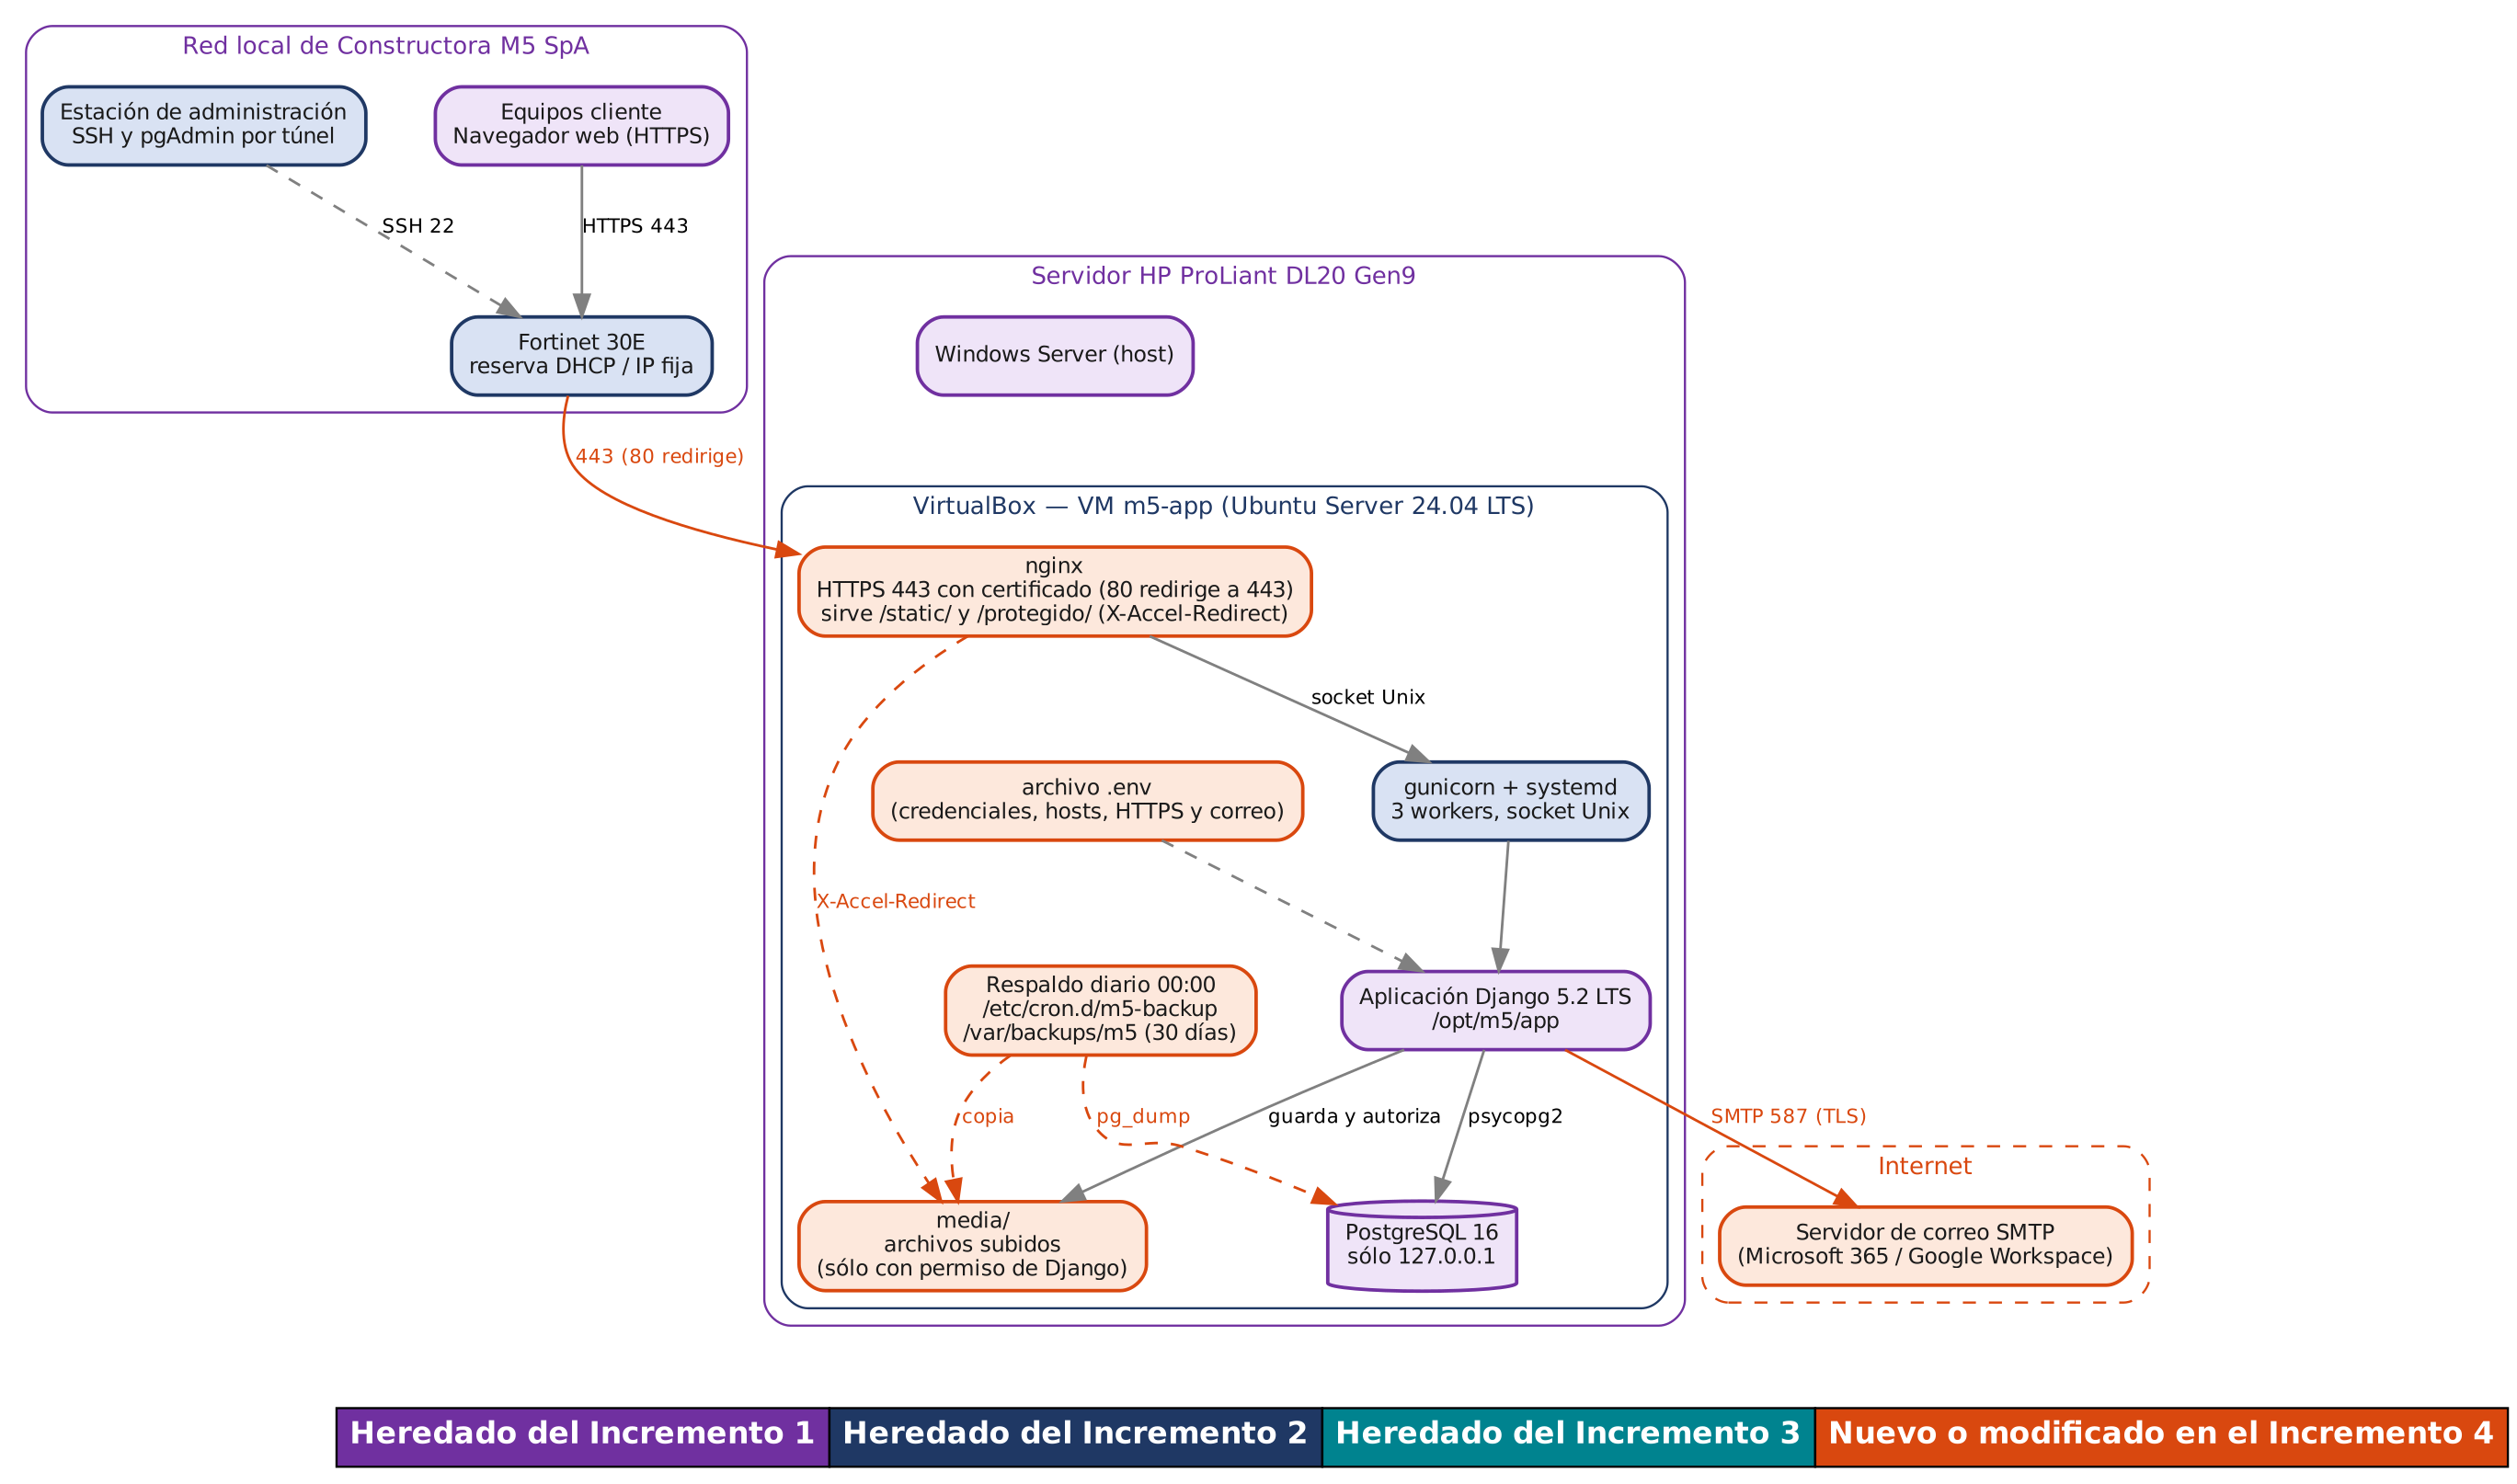 Red local de Constructora M5 SpA
Estación de administración
SSH y pgAdmin por túnel
Equipos cliente
Navegador web (HTTPS)
SSH 22
HTTPS 443
Fortinet 30E
reserva DHCP / IP fija
443 (80 redirige)
Servidor HP ProLiant DL20 Gen9
Windows Server (host)
VirtualBox — VM m5-app (Ubuntu Server 24.04 LTS)
nginx
HTTPS 443 con certificado (80 redirige a 443)
sirve /static/ y /protegido/ (X-Accel-Redirect)
socket Unix
archivo .env
(credenciales, hosts, HTTPS y correo)
gunicorn + systemd
3 workers, socket Unix
X-Accel-Redirect
Respaldo diario 00:00
/etc/cron.d/m5-backup
/var/backups/m5 (30 días)
Aplicación Django 5.2 LTS
/opt/m5/app
copia
pg_dump
guarda y autoriza
psycopg2
SMTP 587 (TLS)
media/
archivos subidos
(sólo con permiso de Django)
PostgreSQL 16
sólo 127.0.0.1
Internet
Servidor de correo SMTP
(Microsoft 365 / Google Workspace)
Heredado del Incremento 1
Heredado del Incremento 2
Heredado del Incremento 3
Nuevo o modificado en el Incremento 4